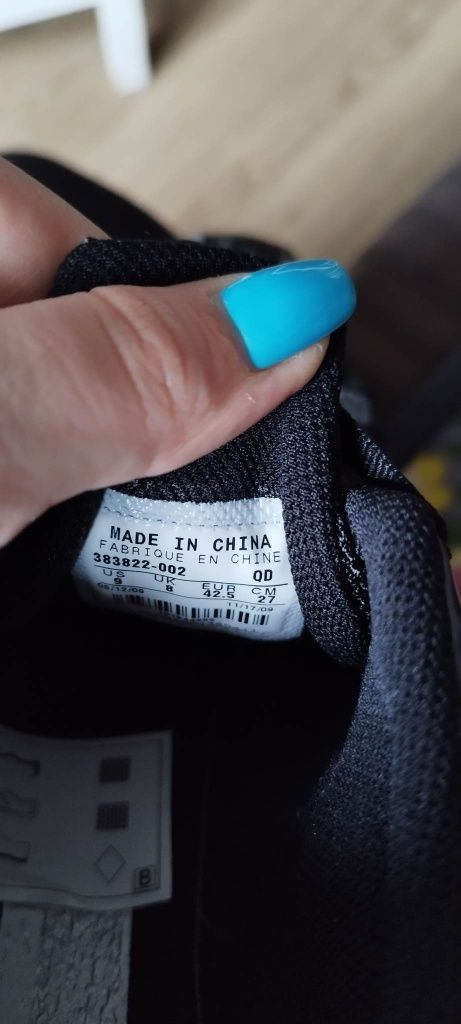 MADE IN CHINA
FABRIQUE EN CHINE
383822-002 QD
US UK EUR CM
9 8 42.5 27
08/12/09 11/17/09
B